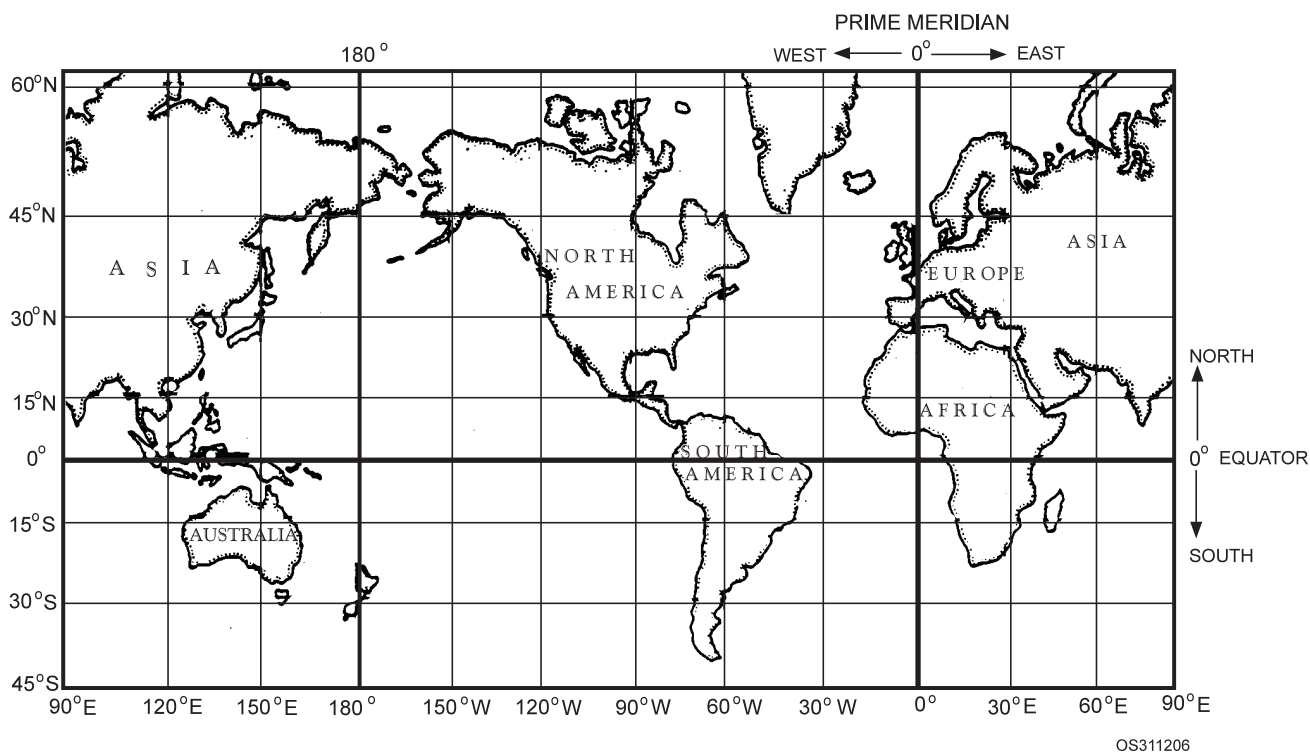 PRIME MERIDIAN
180°
WEST 0° EAST
60°N
45°N
NORTH
ASIA
ASIA
EUROPE
AMERICA
30°N
NORTH
15°N
AFRICA
SOUTH
0°
0° EQUATOR
AMERICA
15°S
AUSTRALIA
SOUTH
30°S
45°S
90°E 120°E 150°E 180° 150°W 120°W 90°W 60°W 30°W 0° 30°E 60°E 90°E
OS311206